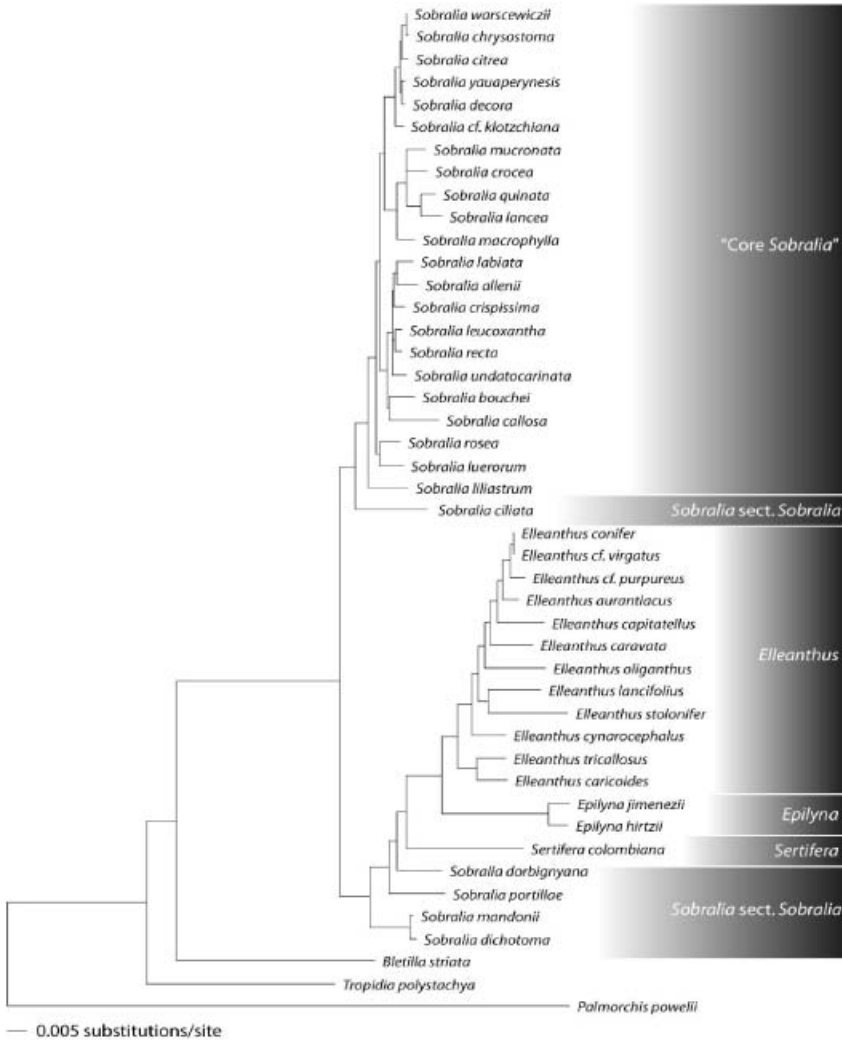 Sobralia warscewiczii
Sobralia chrysostoma
Sobralia citrea
Sobralia yauaperynesis
Sobralia decora
Sobralia cf. klotzchiana
Sobralia mucronata
Sobralia crocea
Sobralia quinata
Sobralia lancea
Sobralia macrophylla
"Core Sobralia"
Sobralia labiata
Sobralia allenii
Sobralia crispissima
Sobralia leucoxantha
Sobralia recta
Sobralia undatocarinata
Sobralia bouchei
Sobralia callosa
Sobralia rosea
Sobralia luerorum
Sobralia liliastrum
Sobralia ciliata
Sobralia sect. Sobralia
Elleanthus conifer
Elleanthus cf. virgatus
Elleanthus cf. purpureus
Elleanthus aurantiacus
Elleanthus capitatellus
Elleanthus caravata
Elleanthus
Elleanthus oliganthus
Elleanthus lancifolius
Elleanthus stolonifer
Elleanthus cynarocephalus
Elleanthus tricallosus
Elleanthus caricoides
Epilyna jimenezii
Epilyna
Epilyna hirtzii
Sertifera colombiana
Sertifera
Sobralia dorbignyana
Sobralia portillae
Sobralia sect. Sobralia
Sobralia mandonii
Sobralia dichotoma
Bletilla striata
Tropidia polystachya
Palmorchis powelii
0.005 substitutions/site